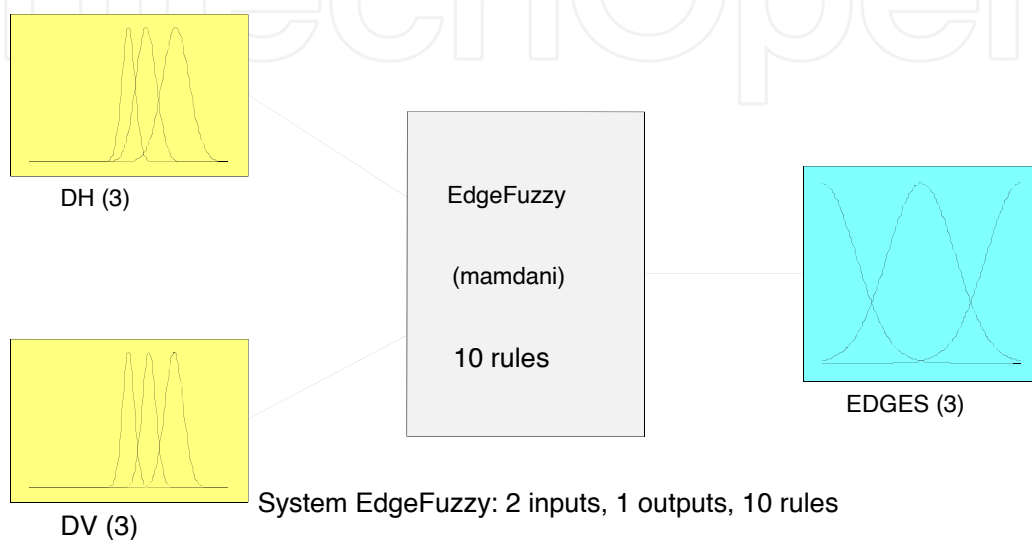 DH (3)
EdgeFuzzy
(mamdani)
10 rules
EDGES (3)
System EdgeFuzzy: 2 inputs, 1 outputs, 10 rules
DV (3)